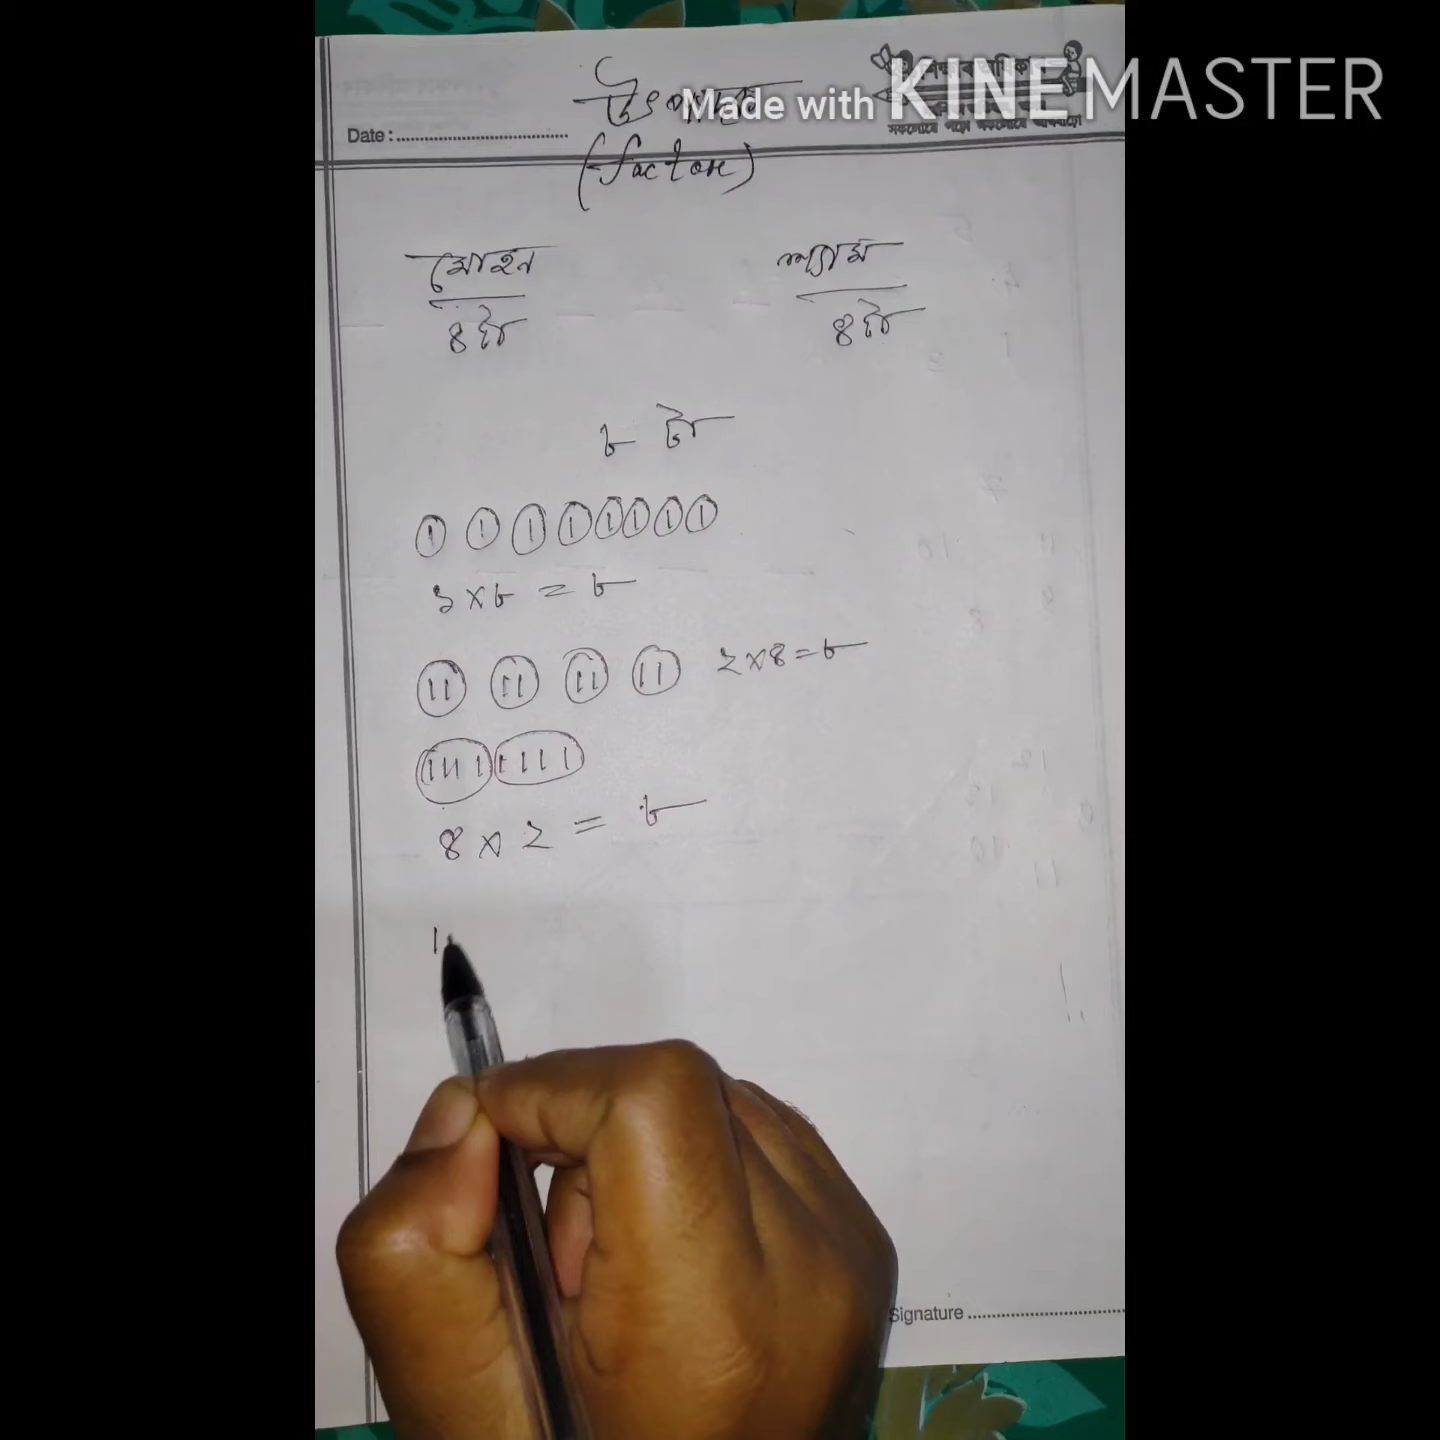 Made with KINEMASTER
উৎপাদক
Date :
(factor)
মোহন
শ্যাম
৪টা
৪টা
৮ টা
১ × ৮ = ৮
২ × ৪ = ৮
৪ × ২ = ৮
Signature